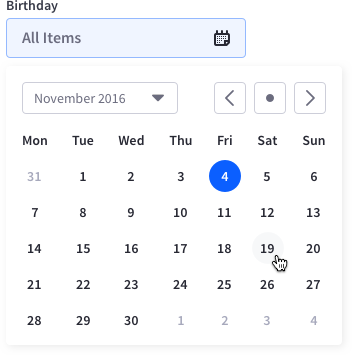 Birthday
All Items
November 2016
Mon Tue Wed Thu Fri Sat Sun
31 1 2 3 4 5 6
7 8 9 10 11 12 13
14 15 16 17 18 19 20
21 22 23 24 25 26 27
28 29 30 1 2 3 4